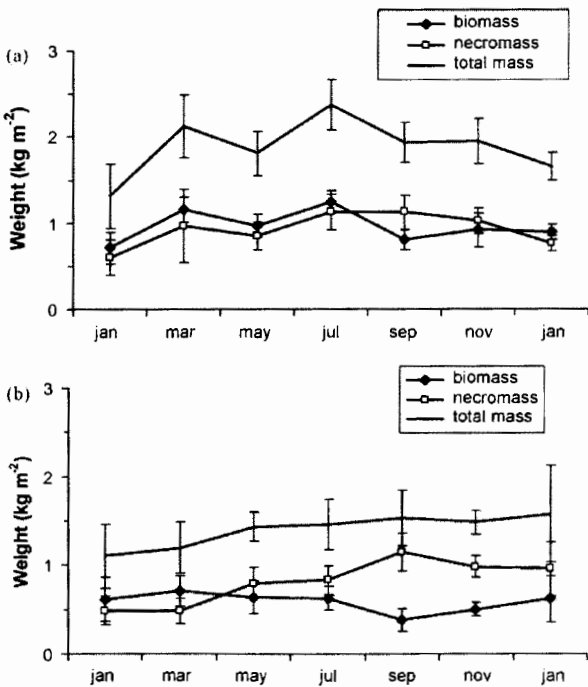 biomass
necromass
total mass
(a)
3
2
1
0
Weight (kg m⁻²)
jan mar may jul sep nov jan
biomass
necromass
total mass
(b)
3
2
1
0
Weight (kg m⁻²)
jan mar may jul sep nov jan